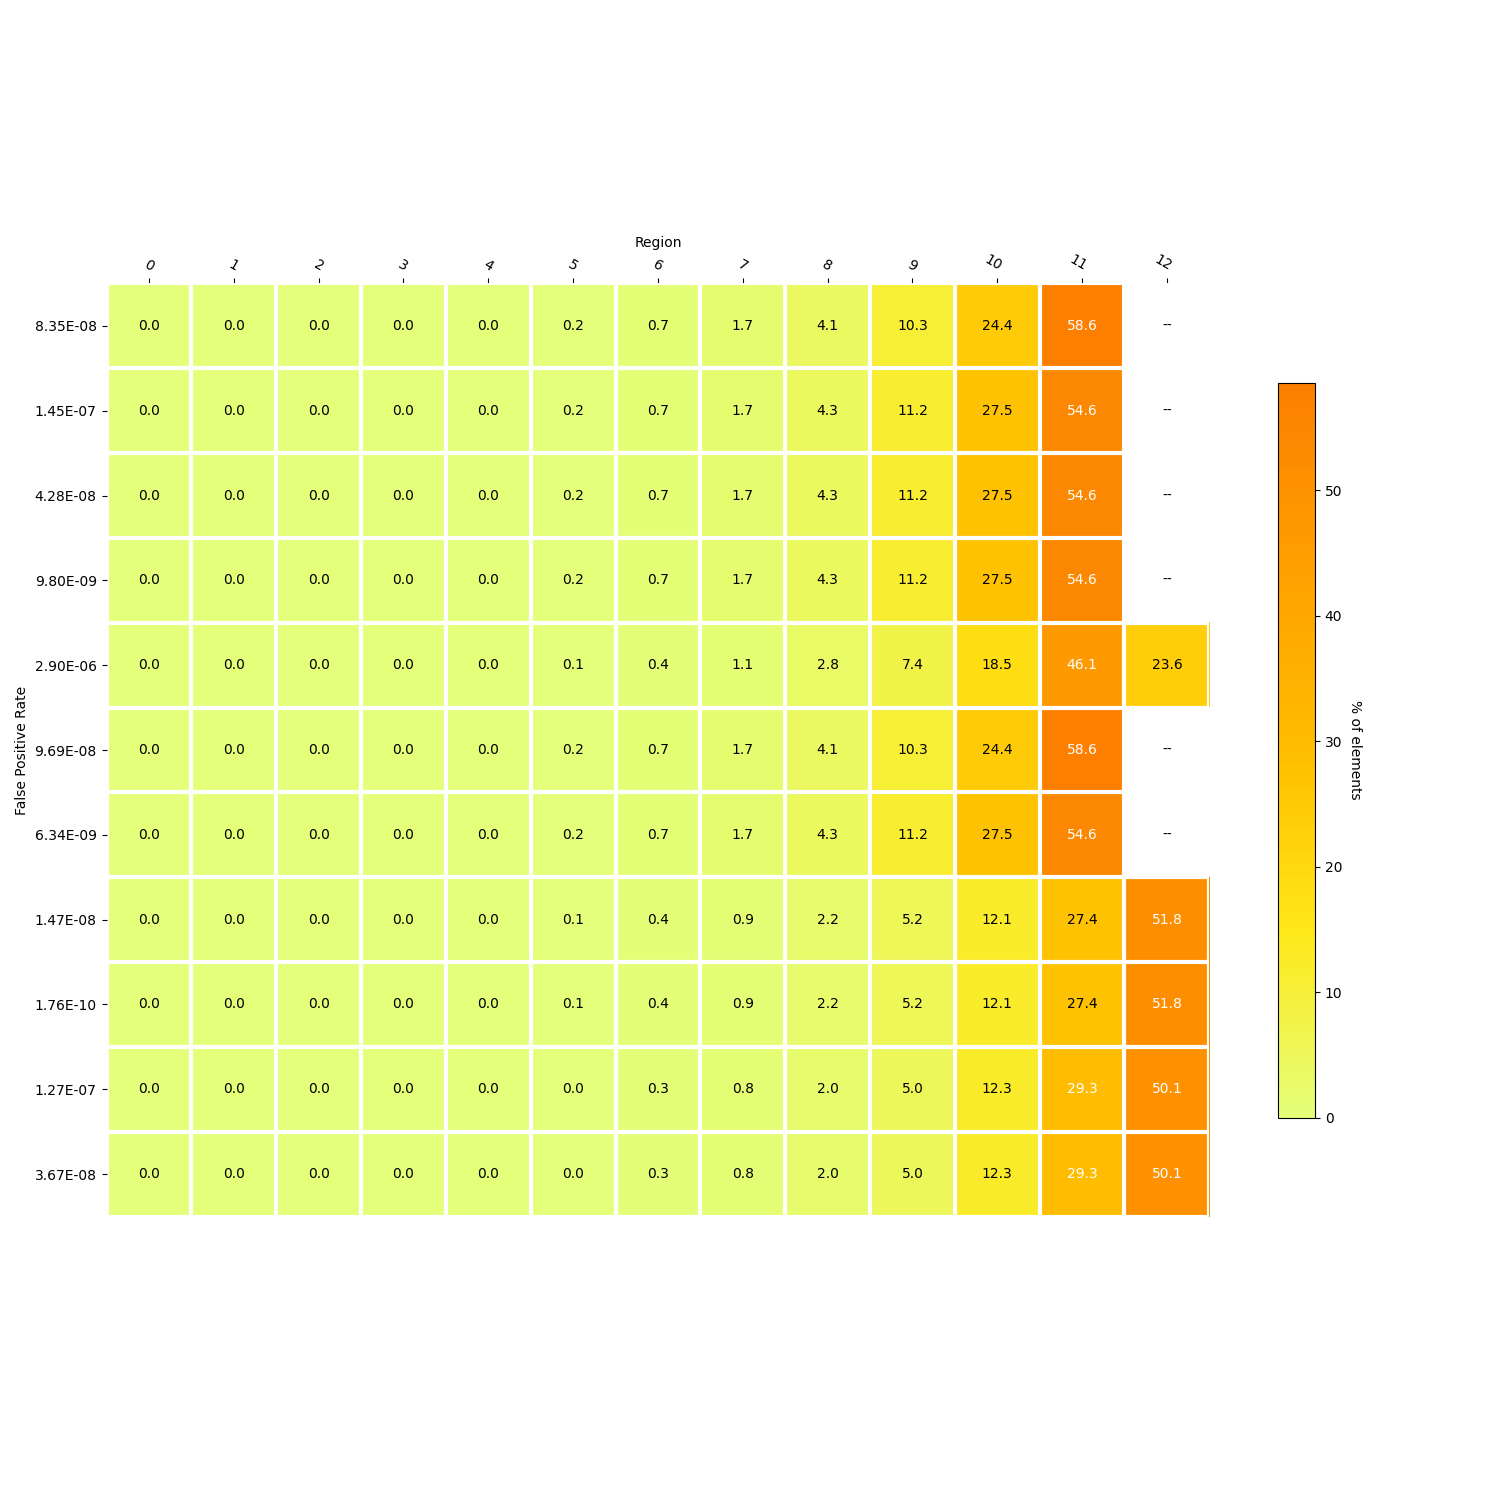 Region
0 1 2 3 4 5 6 7 8 9 10 11 12
8.35E-08 0.0 0.0 0.0 0.0 0.0 0.2 0.7 1.7 4.1 10.3 24.4 58.6 --
1.45E-07 0.0 0.0 0.0 0.0 0.0 0.2 0.7 1.7 4.3 11.2 27.5 54.6 --
4.28E-08 0.0 0.0 0.0 0.0 0.0 0.2 0.7 1.7 4.3 11.2 27.5 54.6 --
9.80E-09 0.0 0.0 0.0 0.0 0.0 0.2 0.7 1.7 4.3 11.2 27.5 54.6 --
2.90E-06 0.0 0.0 0.0 0.0 0.0 0.1 0.4 1.1 2.8 7.4 18.5 46.1 23.6
9.69E-08 0.0 0.0 0.0 0.0 0.0 0.2 0.7 1.7 4.1 10.3 24.4 58.6 --
6.34E-09 0.0 0.0 0.0 0.0 0.0 0.2 0.7 1.7 4.3 11.2 27.5 54.6 --
1.47E-08 0.0 0.0 0.0 0.0 0.0 0.1 0.4 0.9 2.2 5.2 12.1 27.4 51.8
1.76E-10 0.0 0.0 0.0 0.0 0.0 0.1 0.4 0.9 2.2 5.2 12.1 27.4 51.8
1.27E-07 0.0 0.0 0.0 0.0 0.0 0.0 0.3 0.8 2.0 5.0 12.3 29.3 50.1
3.67E-08 0.0 0.0 0.0 0.0 0.0 0.0 0.3 0.8 2.0 5.0 12.3 29.3 50.1
False Positive Rate
50
40
30
20
10
0
% of elements